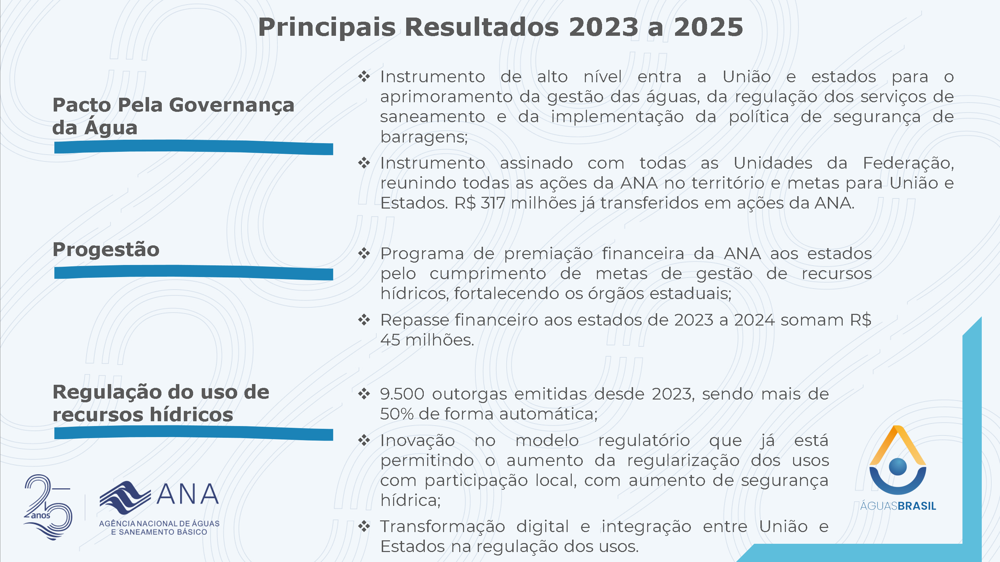 Principais Resultados 2023 a 2025
Pacto Pela Governança
da Água
❖ Instrumento de alto nível entra a União e estados para o
aprimoramento da gestão das águas, da regulação dos serviços de
saneamento e da implementação da política de segurança de
barragens;
❖ Instrumento assinado com todas as Unidades da Federação,
reunindo todas as ações da ANA no território e metas para União e
Estados. R$ 317 milhões já transferidos em ações da ANA.
Progestão
❖ Programa de premiação financeira da ANA aos estados
pelo cumprimento de metas de gestão de recursos
hídricos, fortalecendo os órgãos estaduais;
❖ Repasse financeiro aos estados de 2023 a 2024 somam R$
45 milhões.
Regulação do uso de
recursos hídricos
❖ 9.500 outorgas emitidas desde 2023, sendo mais de
50% de forma automática;
❖ Inovação no modelo regulatório que já está
permitindo o aumento da regularização dos usos
com participação local, com aumento de segurança
hídrica;
❖ Transformação digital e integração entre União e
Estados na regulação dos usos.
25
anos
ANA
AGÊNCIA NACIONAL DE ÁGUAS
E SANEAMENTO BÁSICO
ÁGUASBRASIL